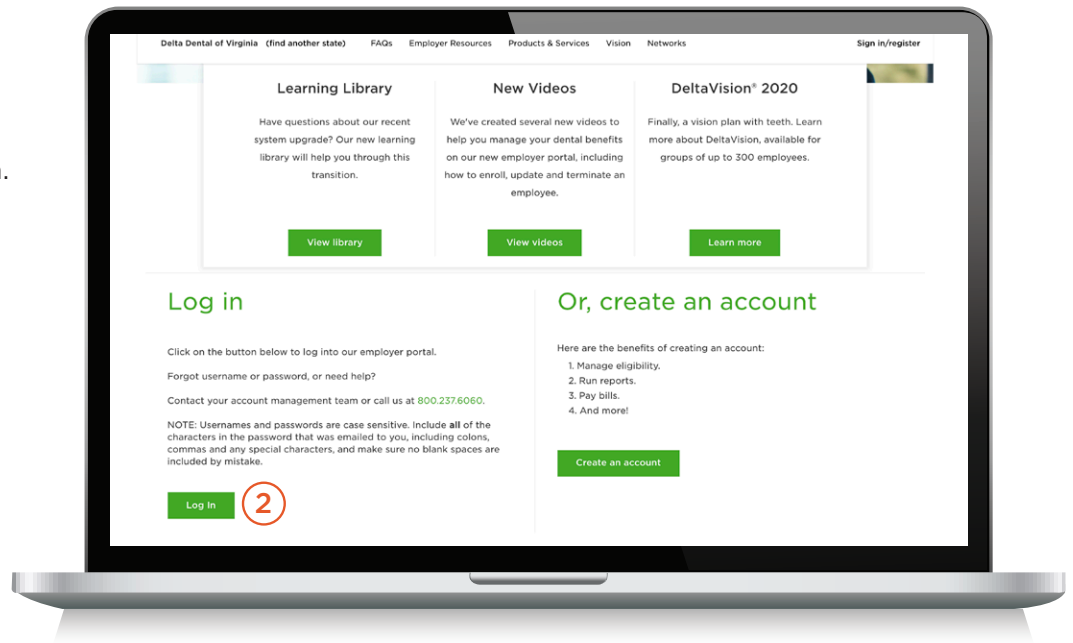 Delta Dental of Virginia (find another state) FAQs Employer Resources Products & Services Vision Networks Sign in/register
Learning Library
Have questions about our recent
system upgrade? Our new learning
library will help you through this
transition.
View library
New Videos
We've created several new videos to
help you manage your dental benefits
on our new employer portal, including
how to enroll, update and terminate an
employee.
View videos
DeltaVision® 2020
Finally, a vision plan with teeth. Learn
more about DeltaVision, available for
groups of up to 300 employees.
Learn more
Log in
Click on the button below to log into our employer portal.
Forgot username or password, or need help?
Contact your account management team or call us at 800.237.6060.
NOTE: Usernames and passwords are case sensitive. Include all of the
characters in the password that was emailed to you, including colons,
commas and any special characters, and make sure no blank spaces are
included by mistake.
Log In
2
Or, create an account
Here are the benefits of creating an account:
1. Manage eligibility.
2. Run reports.
3. Pay bills.
4. And more!
Create an account